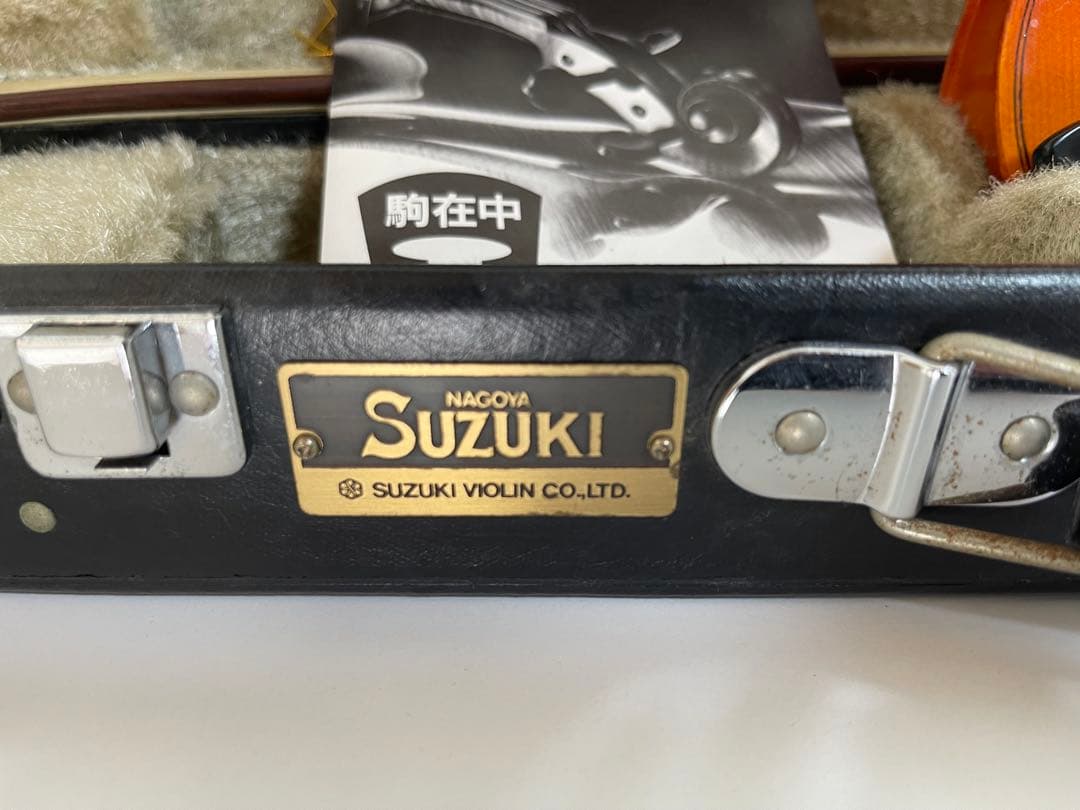 駒在中
NAGOYA
SUZUKI
SUZUKI VIOLIN CO.,LTD.